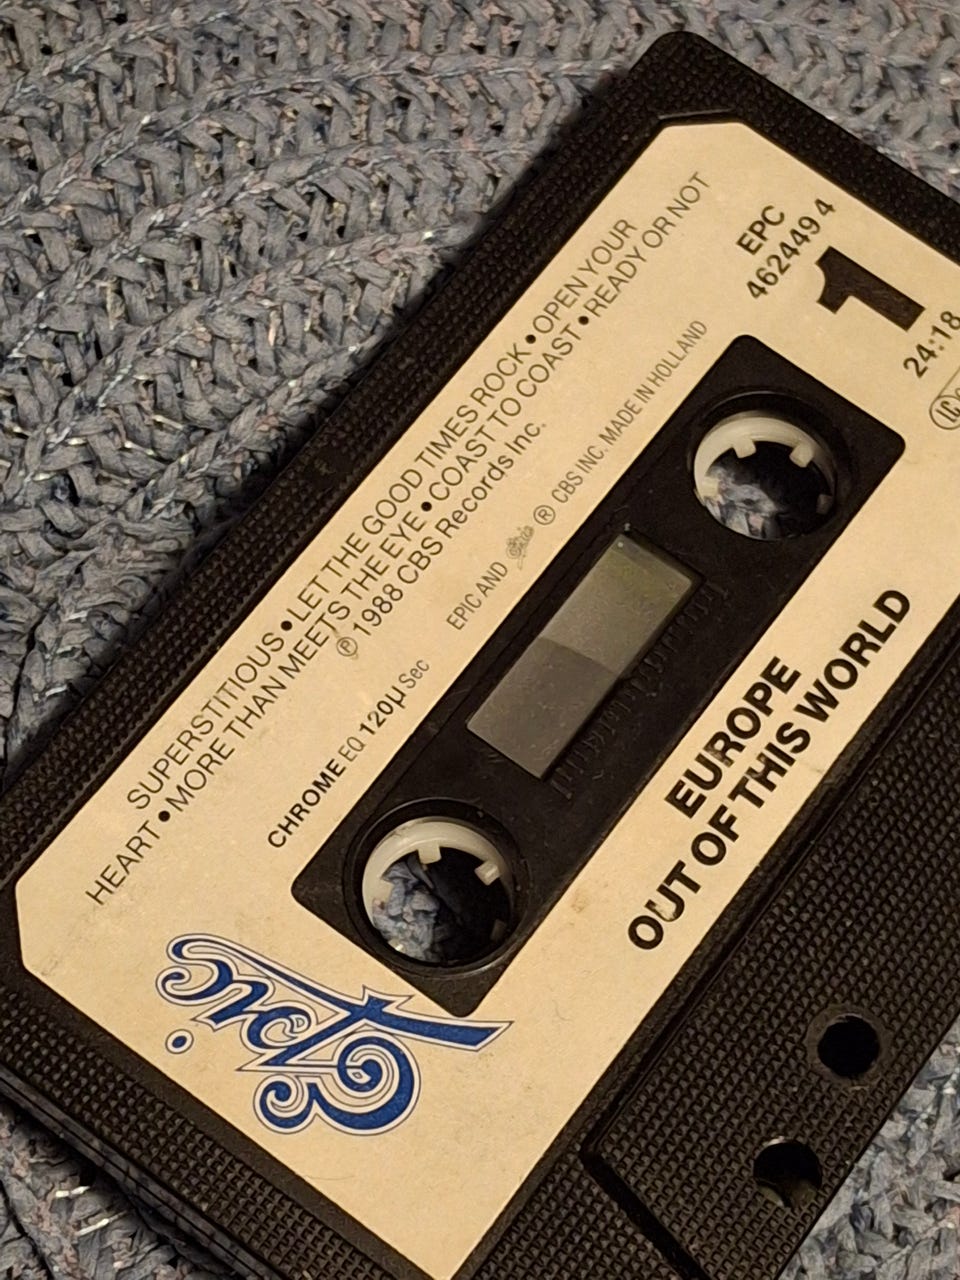 SUPERSTITIOUS • LET THE GOOD TIMES ROCK • OPEN YOUR
HEART • MORE THAN MEETS THE EYE • COAST TO COAST • READY OR NOT
℗ 1988 CBS Records Inc.
EPC
462449 4
1
24:18
CHROME EQ 120µ Sec
EPIC AND Epic ® CBS INC. MADE IN HOLLAND
EUROPE
OUT OF THIS WORLD
Epic